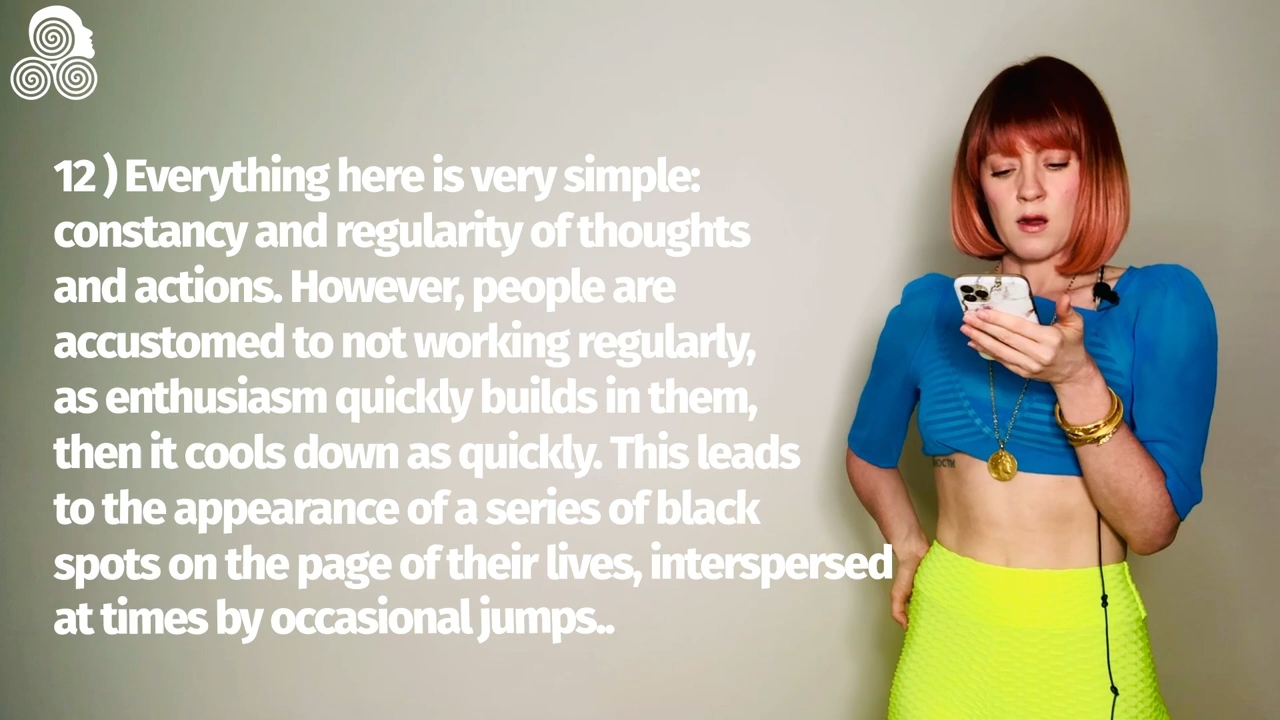 12 ) Everything here is very simple:
constancy and regularity of thoughts
and actions. However, people are
accustomed to not working regularly,
as enthusiasm quickly builds in them,
then it cools down as quickly. This leads
to the appearance of a series of black
spots on the page of their lives, interspersed
at times by occasional jumps..